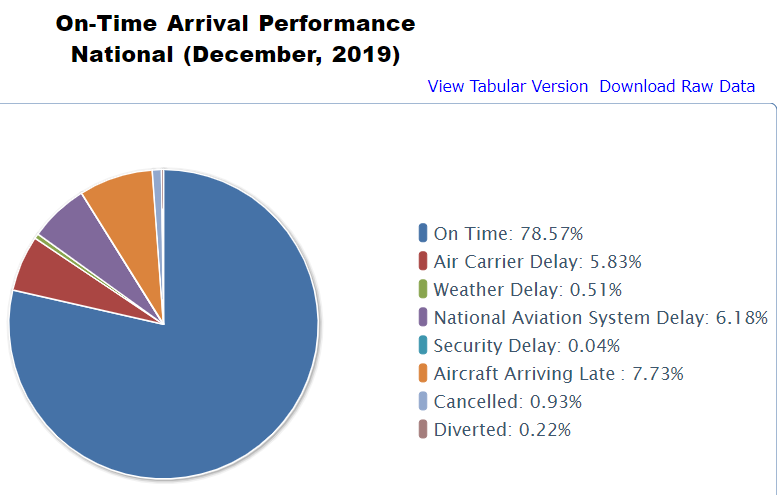 On-Time Arrival Performance
National (December, 2019)
View Tabular Version Download Raw Data
On Time: 78.57%
Air Carrier Delay: 5.83%
Weather Delay: 0.51%
National Aviation System Delay: 6.18%
Security Delay: 0.04%
Aircraft Arriving Late : 7.73%
Cancelled: 0.93%
Diverted: 0.22%